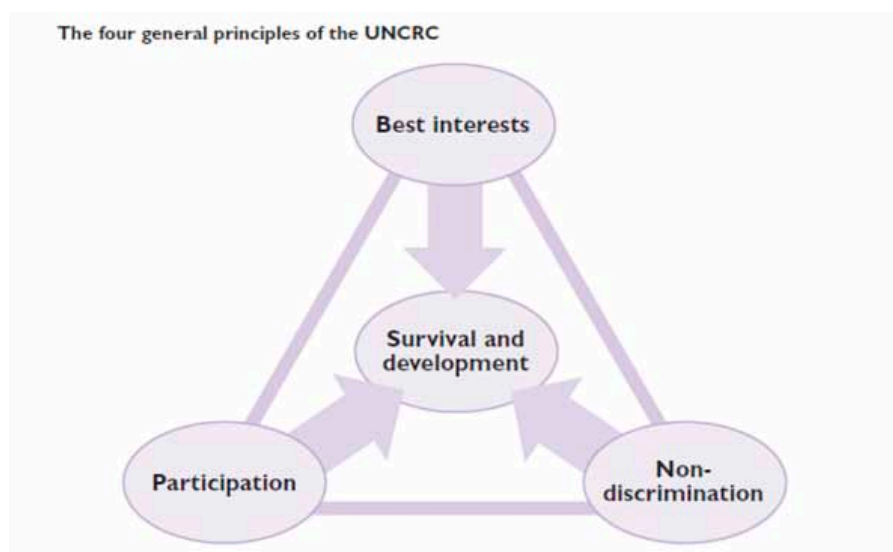 The four general principles of the UNCRC
Best interests
Survival and
development
Participation
Non-
discrimination